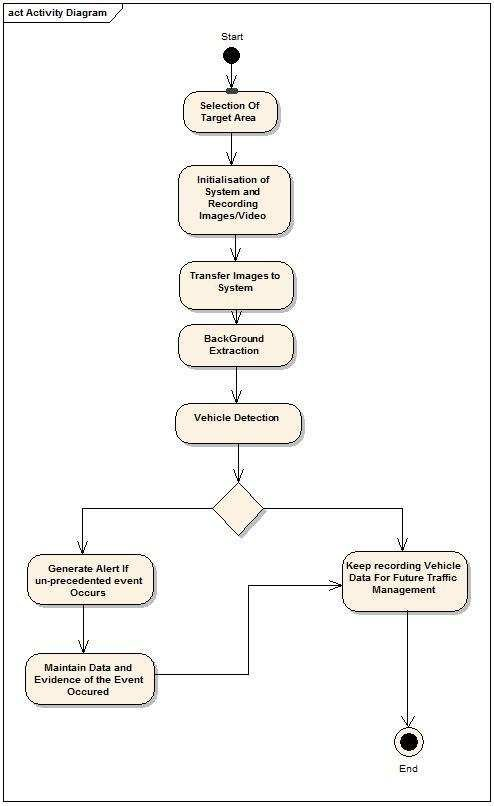 act Activity Diagram
Start
Selection Of
Target Area
Initialisation of
System and
Recording
Images/Video
Transfer Images to
System
BackGround
Extraction
Vehicle Detection
Generate Alert If
un-precedented event
Occurs
Keep recording Vehicle
Data For Future Traffic
Management
Maintain Data and
Evidence of the Event
Occured
End